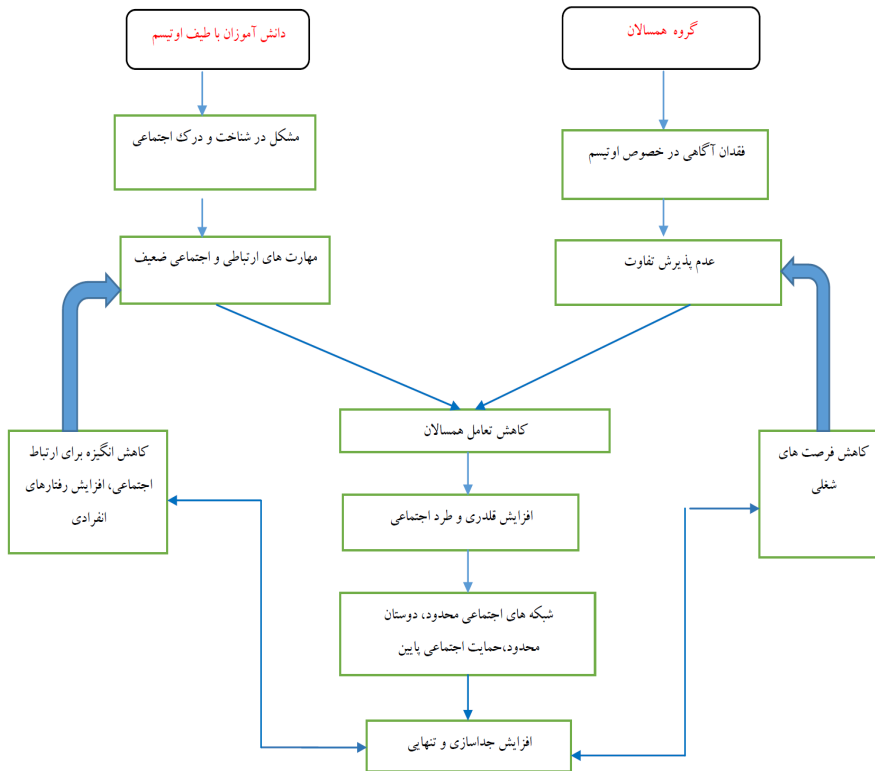 گروه همسالان
دانش آموزان با طیف اوتیسم
فقدان آگاهی در خصوص اوتیسم
مشکل در شناخت و درک اجتماعی
عدم پذیرش تفاوت
مهارت های ارتباطی و اجتماعی ضعیف
کاهش تعامل همسالان
کاهش فرصت های
شغلی
کاهش انگیزه برای ارتباط
اجتماعی، افزایش رفتارهای
انفرادی
افزایش قلدری و طرد اجتماعی
شبکه های اجتماعی محدود، دوستان
محدود،حمایت اجتماعی پایین
افزایش جداسازی و تنهایی